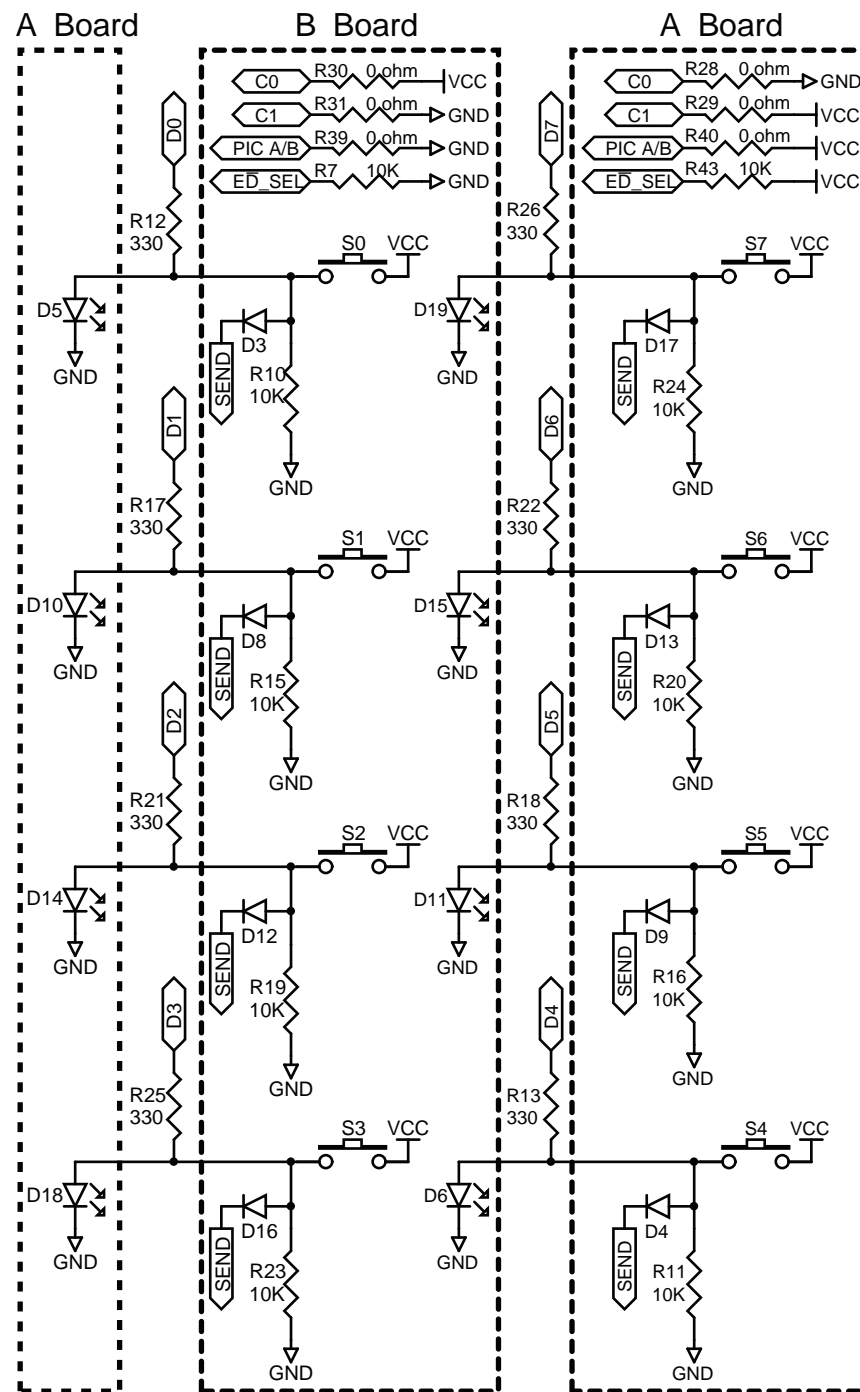 A Board
B Board
A Board
C0 R30 0 ohm VCC
C1 R31 0 ohm GND
PIC A/B R39 0 ohm GND
ED_SEL R7 10K GND
C0 R28 0 ohm GND
C1 R29 0 ohm VCC
PIC A/B R40 0 ohm VCC
ED_SEL R43 10K VCC
D0
R12
330
S0
VCC
D5
GND
D3
SEND
R10
10K
GND
D7
R26
330
S7
VCC
D19
GND
D17
SEND
R24
10K
GND
D1
R17
330
S1
VCC
D10
GND
D8
SEND
R15
10K
GND
D6
R22
330
S6
VCC
D15
GND
D13
SEND
R20
10K
GND
D2
R21
330
S2
VCC
D14
GND
D12
SEND
R19
10K
GND
D5
R18
330
S5
VCC
D11
GND
D9
SEND
R16
10K
GND
D3
R25
330
S3
VCC
D18
GND
D16
SEND
R23
10K
GND
D4
R13
330
S4
VCC
D6
GND
D4
SEND
R11
10K
GND